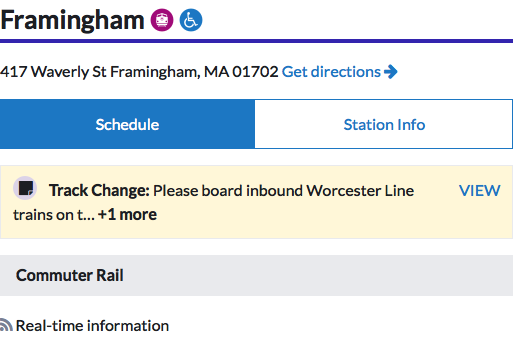 Framingham
417 Waverly St Framingham, MA 01702 Get directions
Schedule
Station Info
Track Change: Please board inbound Worcester Line
trains on t... +1 more
VIEW
Commuter Rail
Real-time information